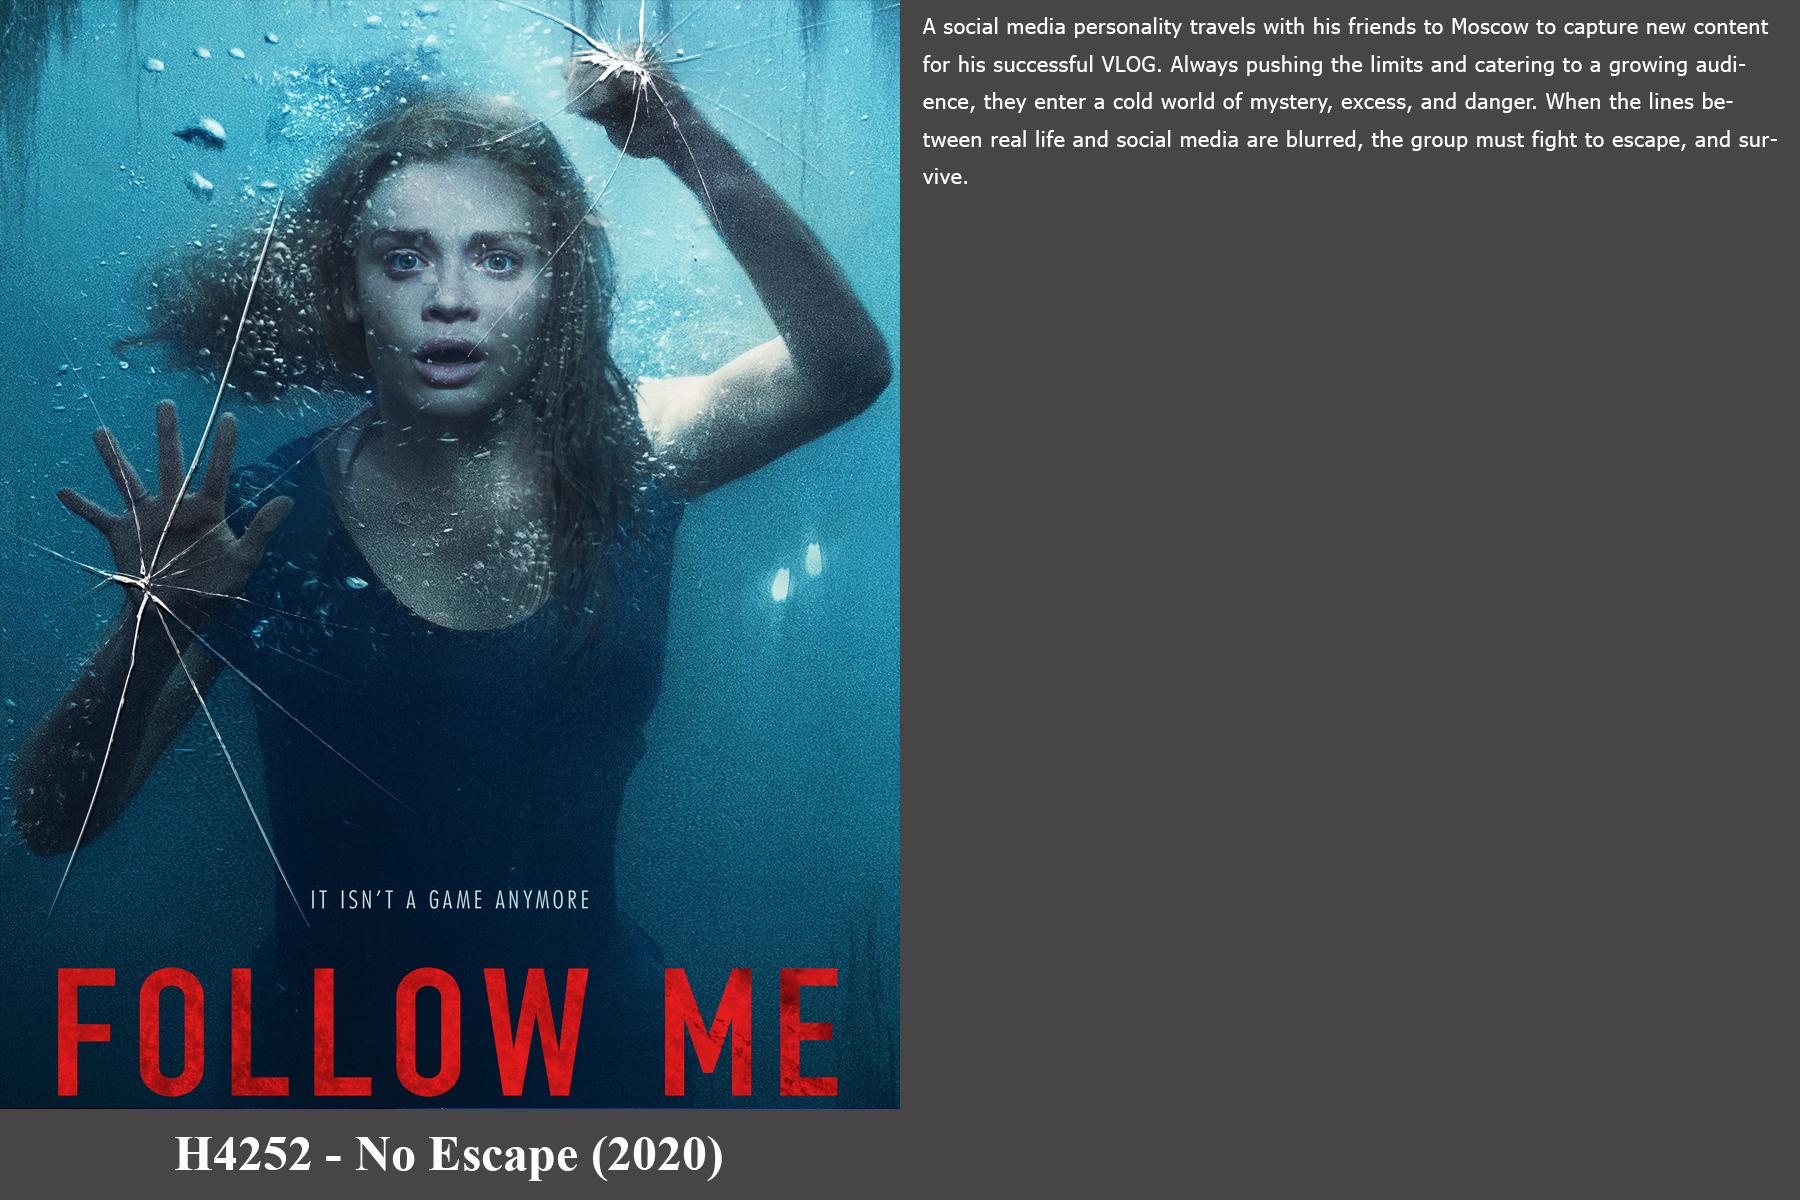 A social media personality travels with his friends to Moscow to capture new content
for his successful VLOG. Always pushing the limits and catering to a growing audi-
ence, they enter a cold world of mystery, excess, and danger. When the lines be-
tween real life and social media are blurred, the group must fight to escape, and sur-
vive.
IT ISN'T A GAME ANYMORE
FOLLOW ME
H4252 - No Escape (2020)